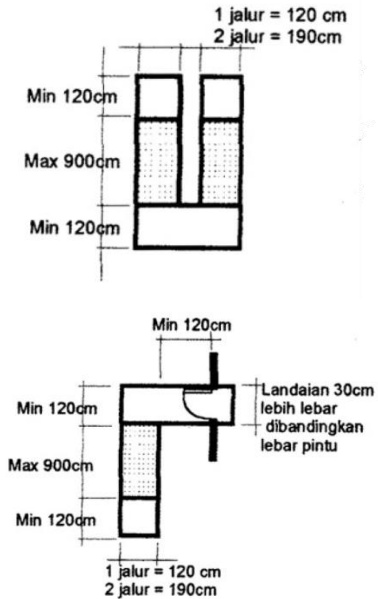 1 jalur = 120 cm
2 jalur = 190cm
Min 120cm
Max 900cm
Min 120cm
Min 120cm
Min 120cm
Landaian 30cm
lebih lebar
dibandingkan
lebar pintu
Max 900cm
Min 120cm
1 jalur = 120 cm
2 jalur = 190cm